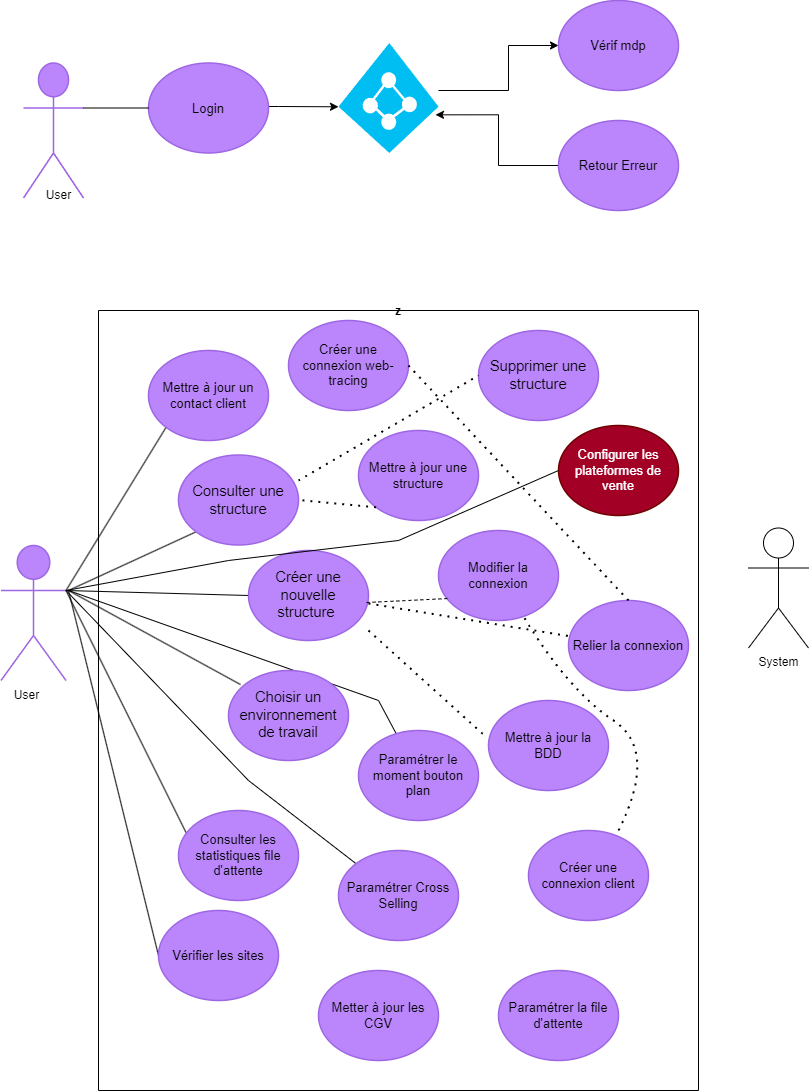 Vérif mdp
Login
User
Retour Erreur
z
Créer une
connexion web-
tracing
Supprimer une
structure
Mettre à jour un
contact client
Configurer les
plateformes de
vente
Mettre à jour une
structure
Consulter une
structure
Modifier la
connexion
Créer une
nouvelle
structure
Relier la connexion
System
User
Choisir un
environnement
de travail
Mettre à jour la
BDD
Paramétrer le
moment bouton
plan
Consulter les
statistiques file
d'attente
Créer une
connexion client
Paramétrer Cross
Selling
Vérifier les sites
Metter à jour les
CGV
Paramétrer la file
d'attente